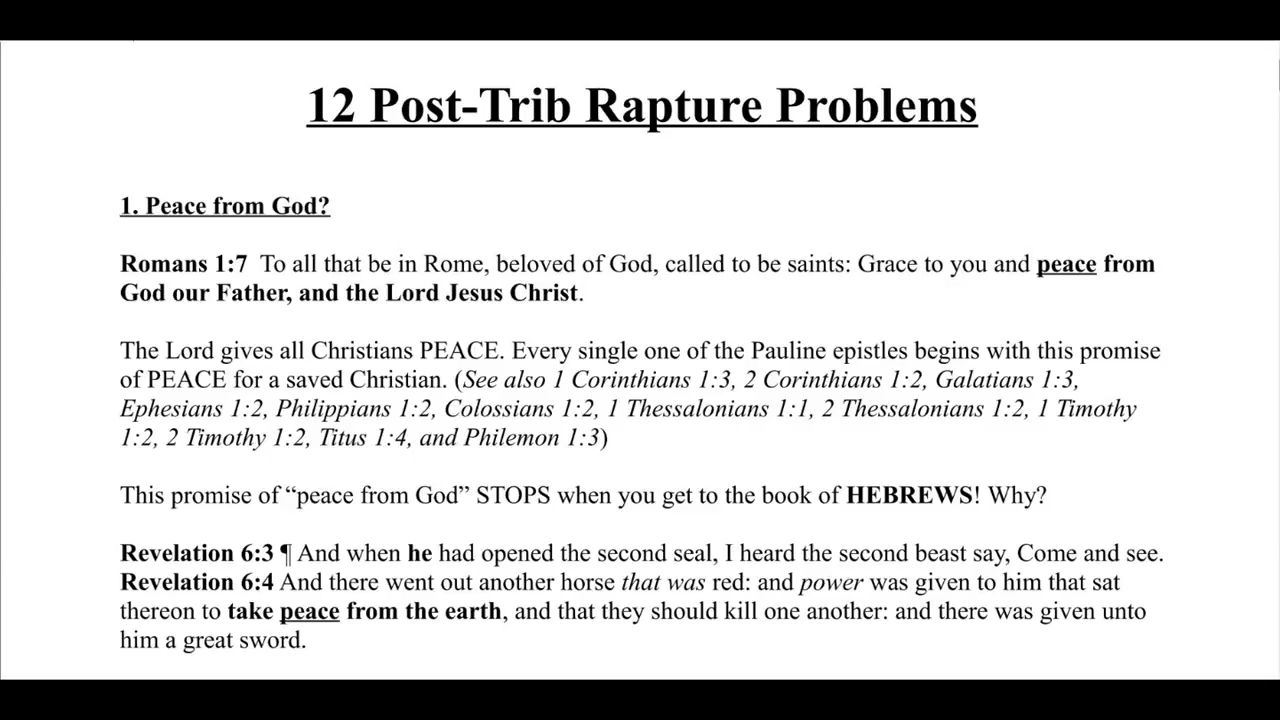 12 Post-Trib Rapture Problems
1. Peace from God?
Romans 1:7  To all that be in Rome, beloved of God, called to be saints: Grace to you and peace from
God our Father, and the Lord Jesus Christ.
The Lord gives all Christians PEACE. Every single one of the Pauline epistles begins with this promise
of PEACE for a saved Christian. (See also 1 Corinthians 1:3, 2 Corinthians 1:2, Galatians 1:3,
Ephesians 1:2, Philippians 1:2, Colossians 1:2, 1 Thessalonians 1:1, 2 Thessalonians 1:2, 1 Timothy
1:2, 2 Timothy 1:2, Titus 1:4, and Philemon 1:3)
This promise of “peace from God” STOPS when you get to the book of HEBREWS! Why?
Revelation 6:3 ¶ And when he had opened the second seal, I heard the second beast say, Come and see.
Revelation 6:4 And there went out another horse that was red: and power was given to him that sat
thereon to take peace from the earth, and that they should kill one another: and there was given unto
him a great sword.